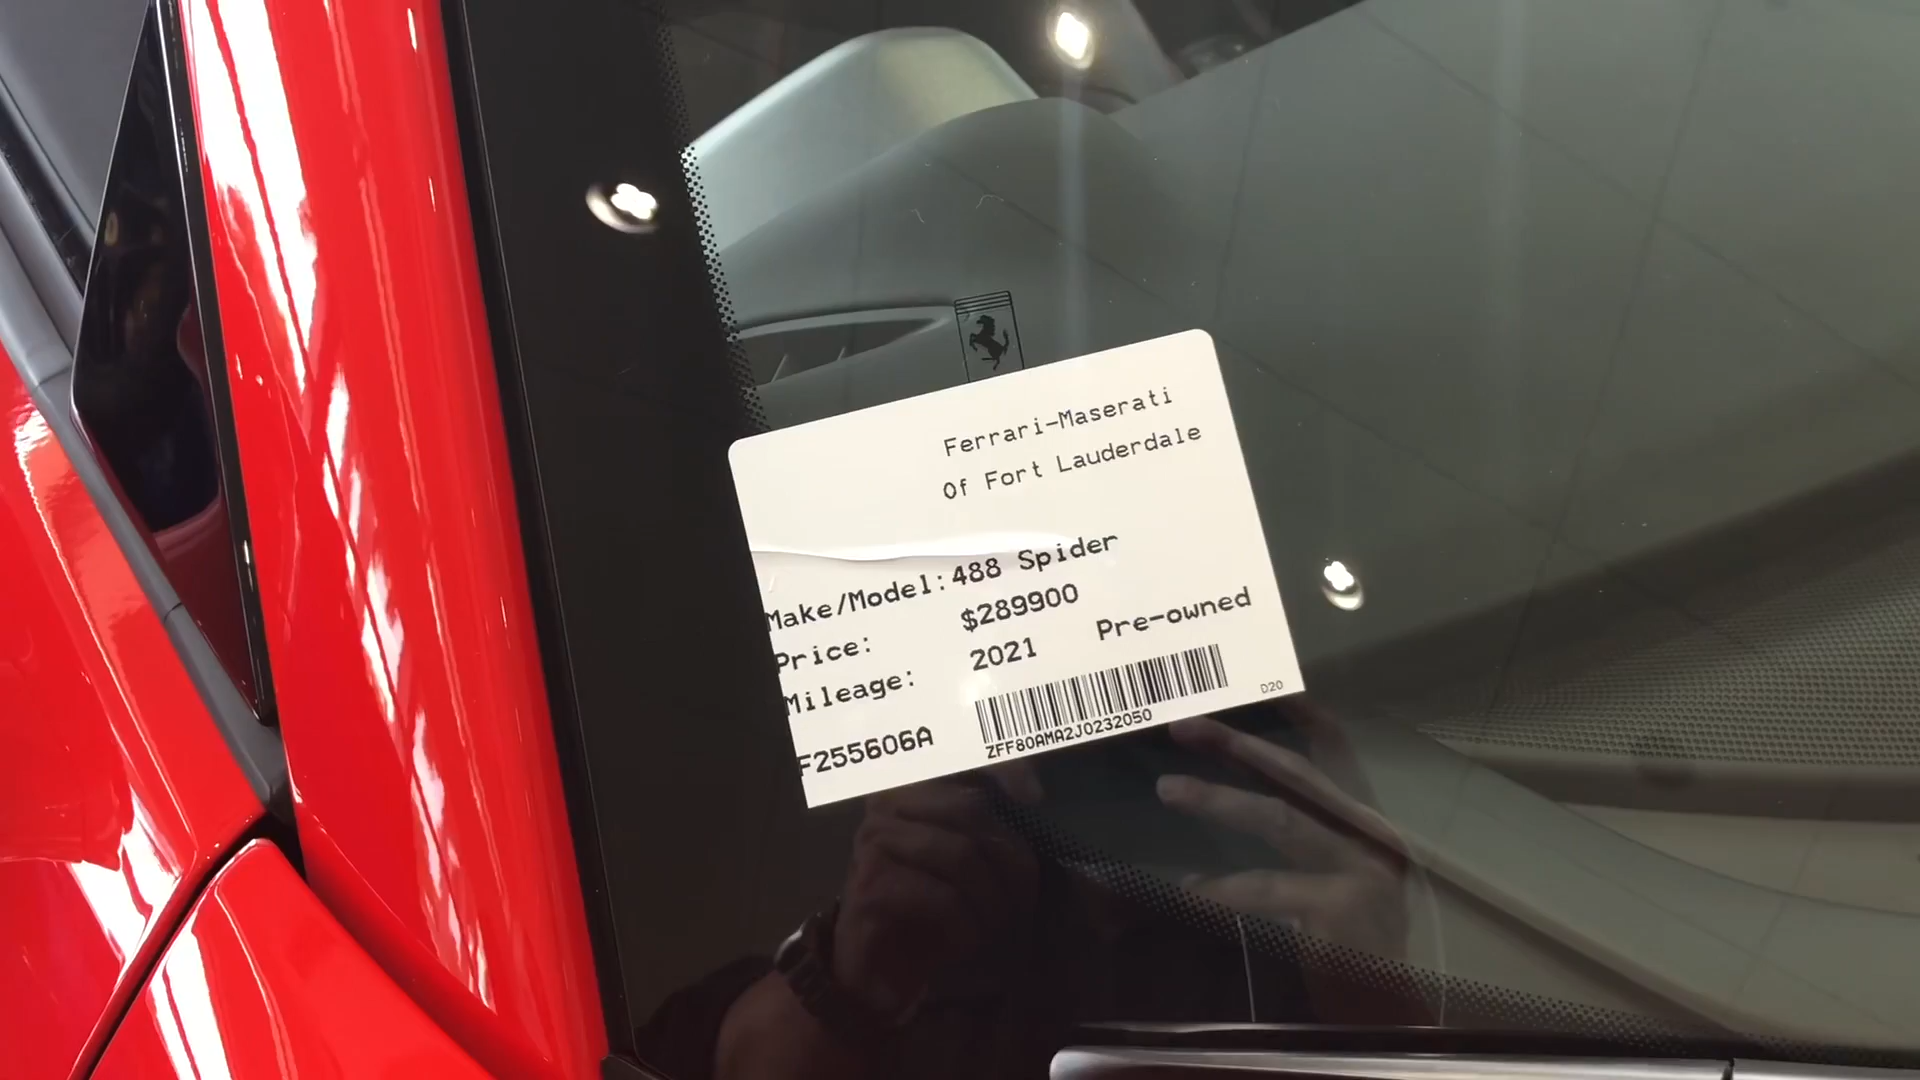 Ferrari-Maserati
Of Fort Lauderdale
Make/Model: 488 Spider
Price: $289900
Mileage: 2021 Pre-owned
F255606A
ZFF80AMA2J0232050
D20